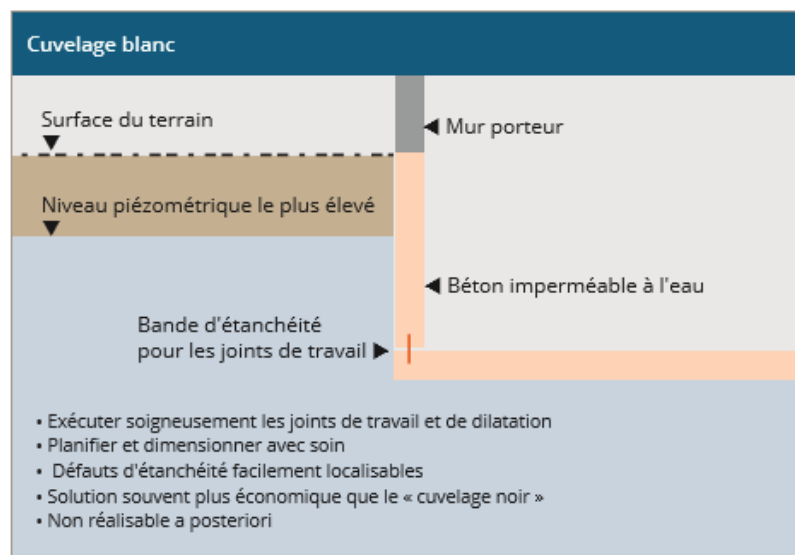 Cuvelage blanc
Surface du terrain
Mur porteur
Niveau piézométrique le plus élevé
Béton imperméable à l'eau
Bande d'étanchéité
pour les joints de travail
• Exécuter soigneusement les joints de travail et de dilatation
• Planifier et dimensionner avec soin
• Défauts d'étanchéité facilement localisables
• Solution souvent plus économique que le « cuvelage noir »
• Non réalisable a posteriori